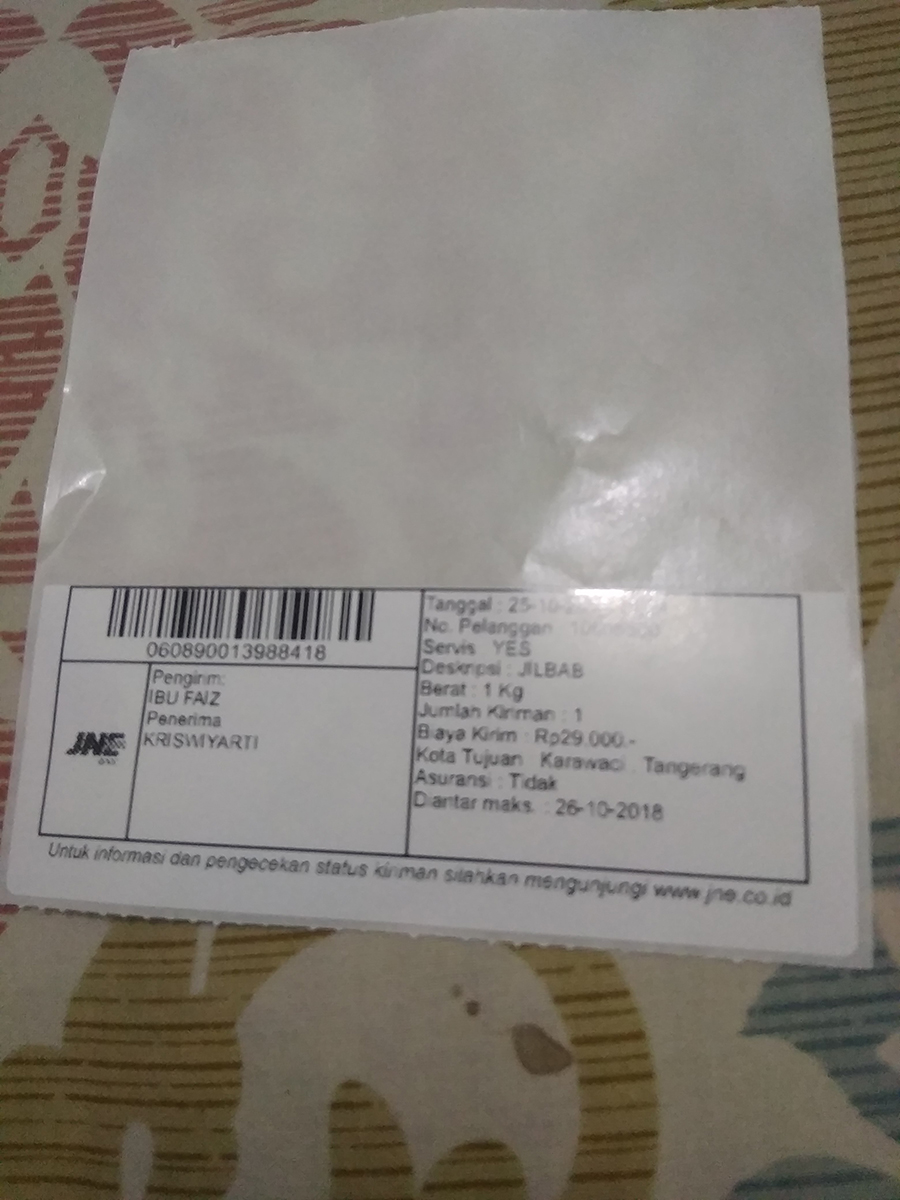 060890013988418
Pengirim:
IBU FAIZ
Penerima
KRISWIYARTI
JNE
Tanggal : 25-10-
No. Pelanggan
Servis YES
Deskripsi : JILBAB
Berat : 1 Kg
Jumlah Kiriman : 1
Biaya Kirim : Rp29.000.-
Kota Tujuan Karawaci . Tangerang
Asuransi : Tidak
Diantar maks. : 26-10-2018
Untuk informasi dan pengecekan status kiriman silahkan mengunjungi www.jne.co.id